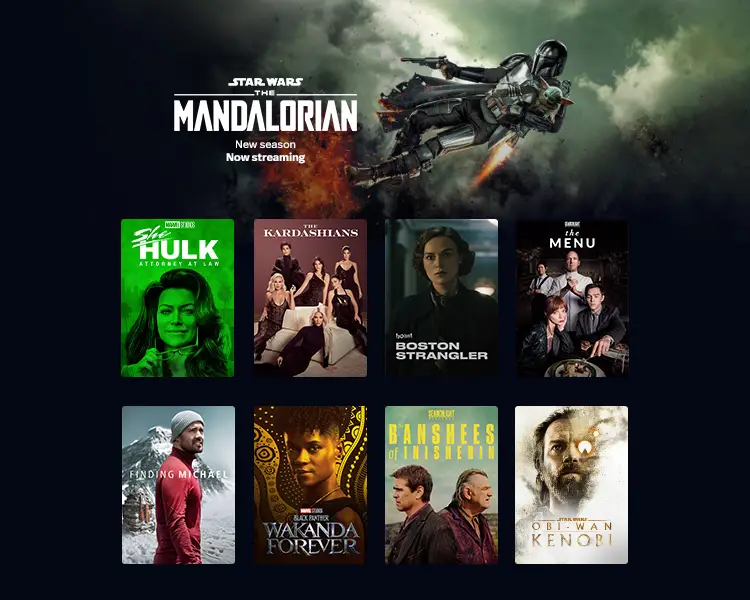 STAR WARS
THE
MANDALORIAN
New season
Now streaming
MARVEL STUDIOS
She
HULK
ATTORNEY AT LAW
THE
KARDASHIANS
BOSTON
STRANGLER
SEARCHLIGHT
the
MENU
FINDING MICHAEL
MARVEL STUDIOS
BLACK PANTHER
WAKANDA
FOREVER
SEARCHLIGHT
THE
BANSHEES
of INISHERIN
STAR WARS
OBI-WAN
KENOBI